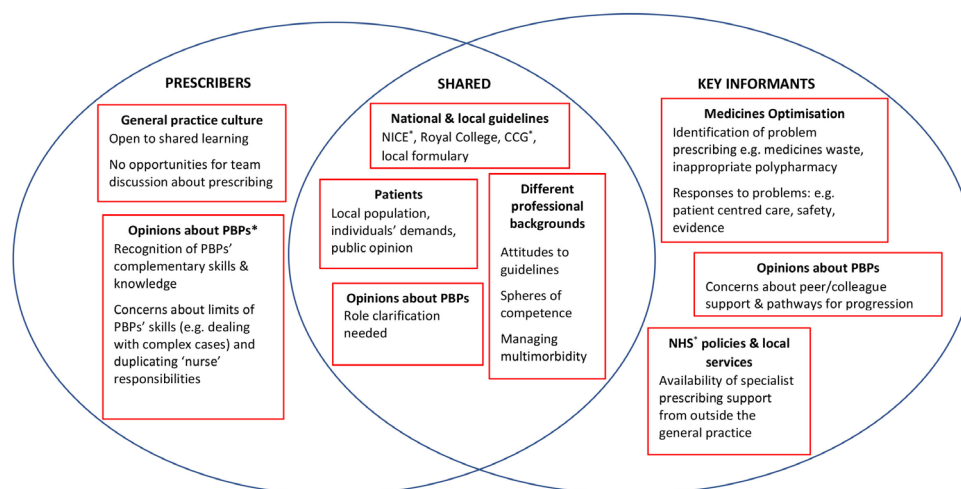 PRESCRIBERS
General practice culture
Open to shared learning
No opportunities for team
discussion about prescribing
Opinions about PBPs*
Recognition of PBPs’
complementary skills &
knowledge
Concerns about limits of
PBPs’ skills (e.g. dealing
with complex cases) and
duplicating ‘nurse’
responsibilities
SHARED
National & local guidelines
NICE*, Royal College, CCG*,
local formulary
Patients
Local population,
individuals’ demands,
public opinion
Opinions about PBPs
Role clarification
needed
Different
professional
backgrounds
Attitudes to
guidelines
Spheres of
competence
Managing
multimorbidity
KEY INFORMANTS
Medicines Optimisation
Identification of problem
prescribing e.g. medicines waste,
inappropriate polypharmacy
Responses to problems: e.g.
patient centred care, safety,
evidence
Opinions about PBPs
Concerns about peer/colleague
support & pathways for progression
NHS* policies & local
services
Availability of specialist
prescribing support
from outside the
general practice